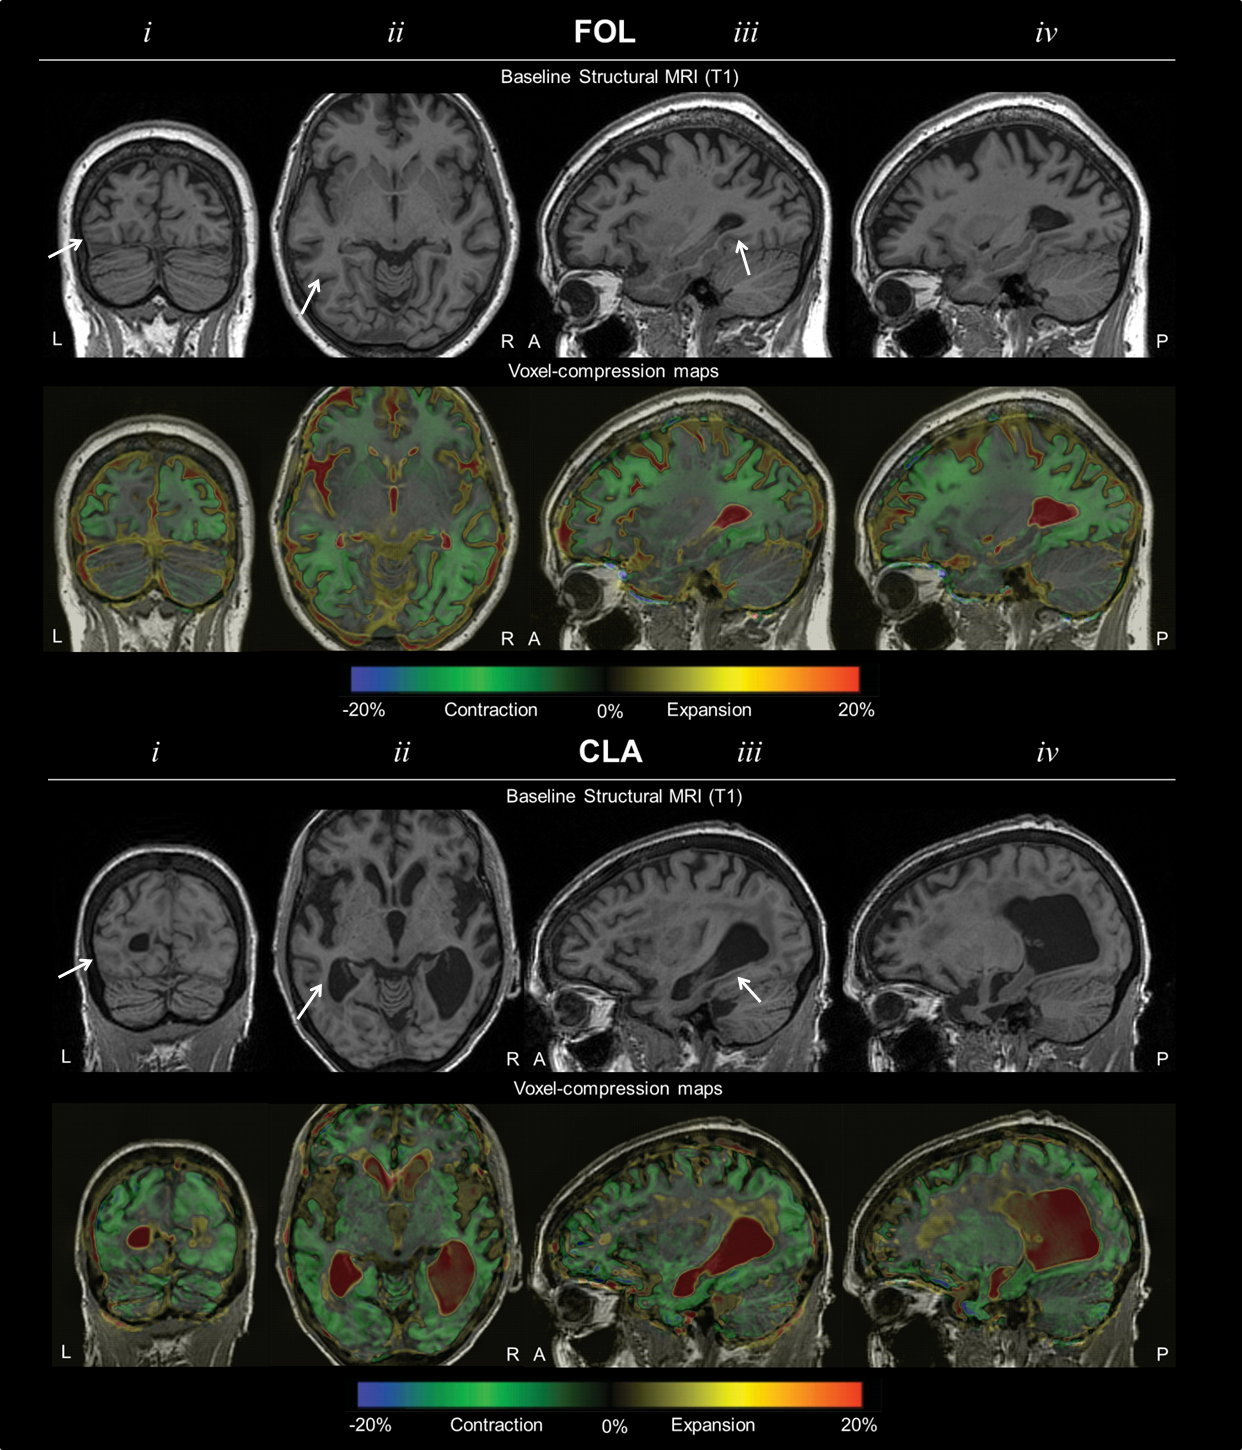 i ii FOL iii iv
Baseline Structural MRI (T1)
L R A P
Voxel-compression maps
L R A P
-20% Contraction 0% Expansion 20%
i ii CLA iii iv
Baseline Structural MRI (T1)
L R A P
Voxel-compression maps
L R A P
-20% Contraction 0% Expansion 20%